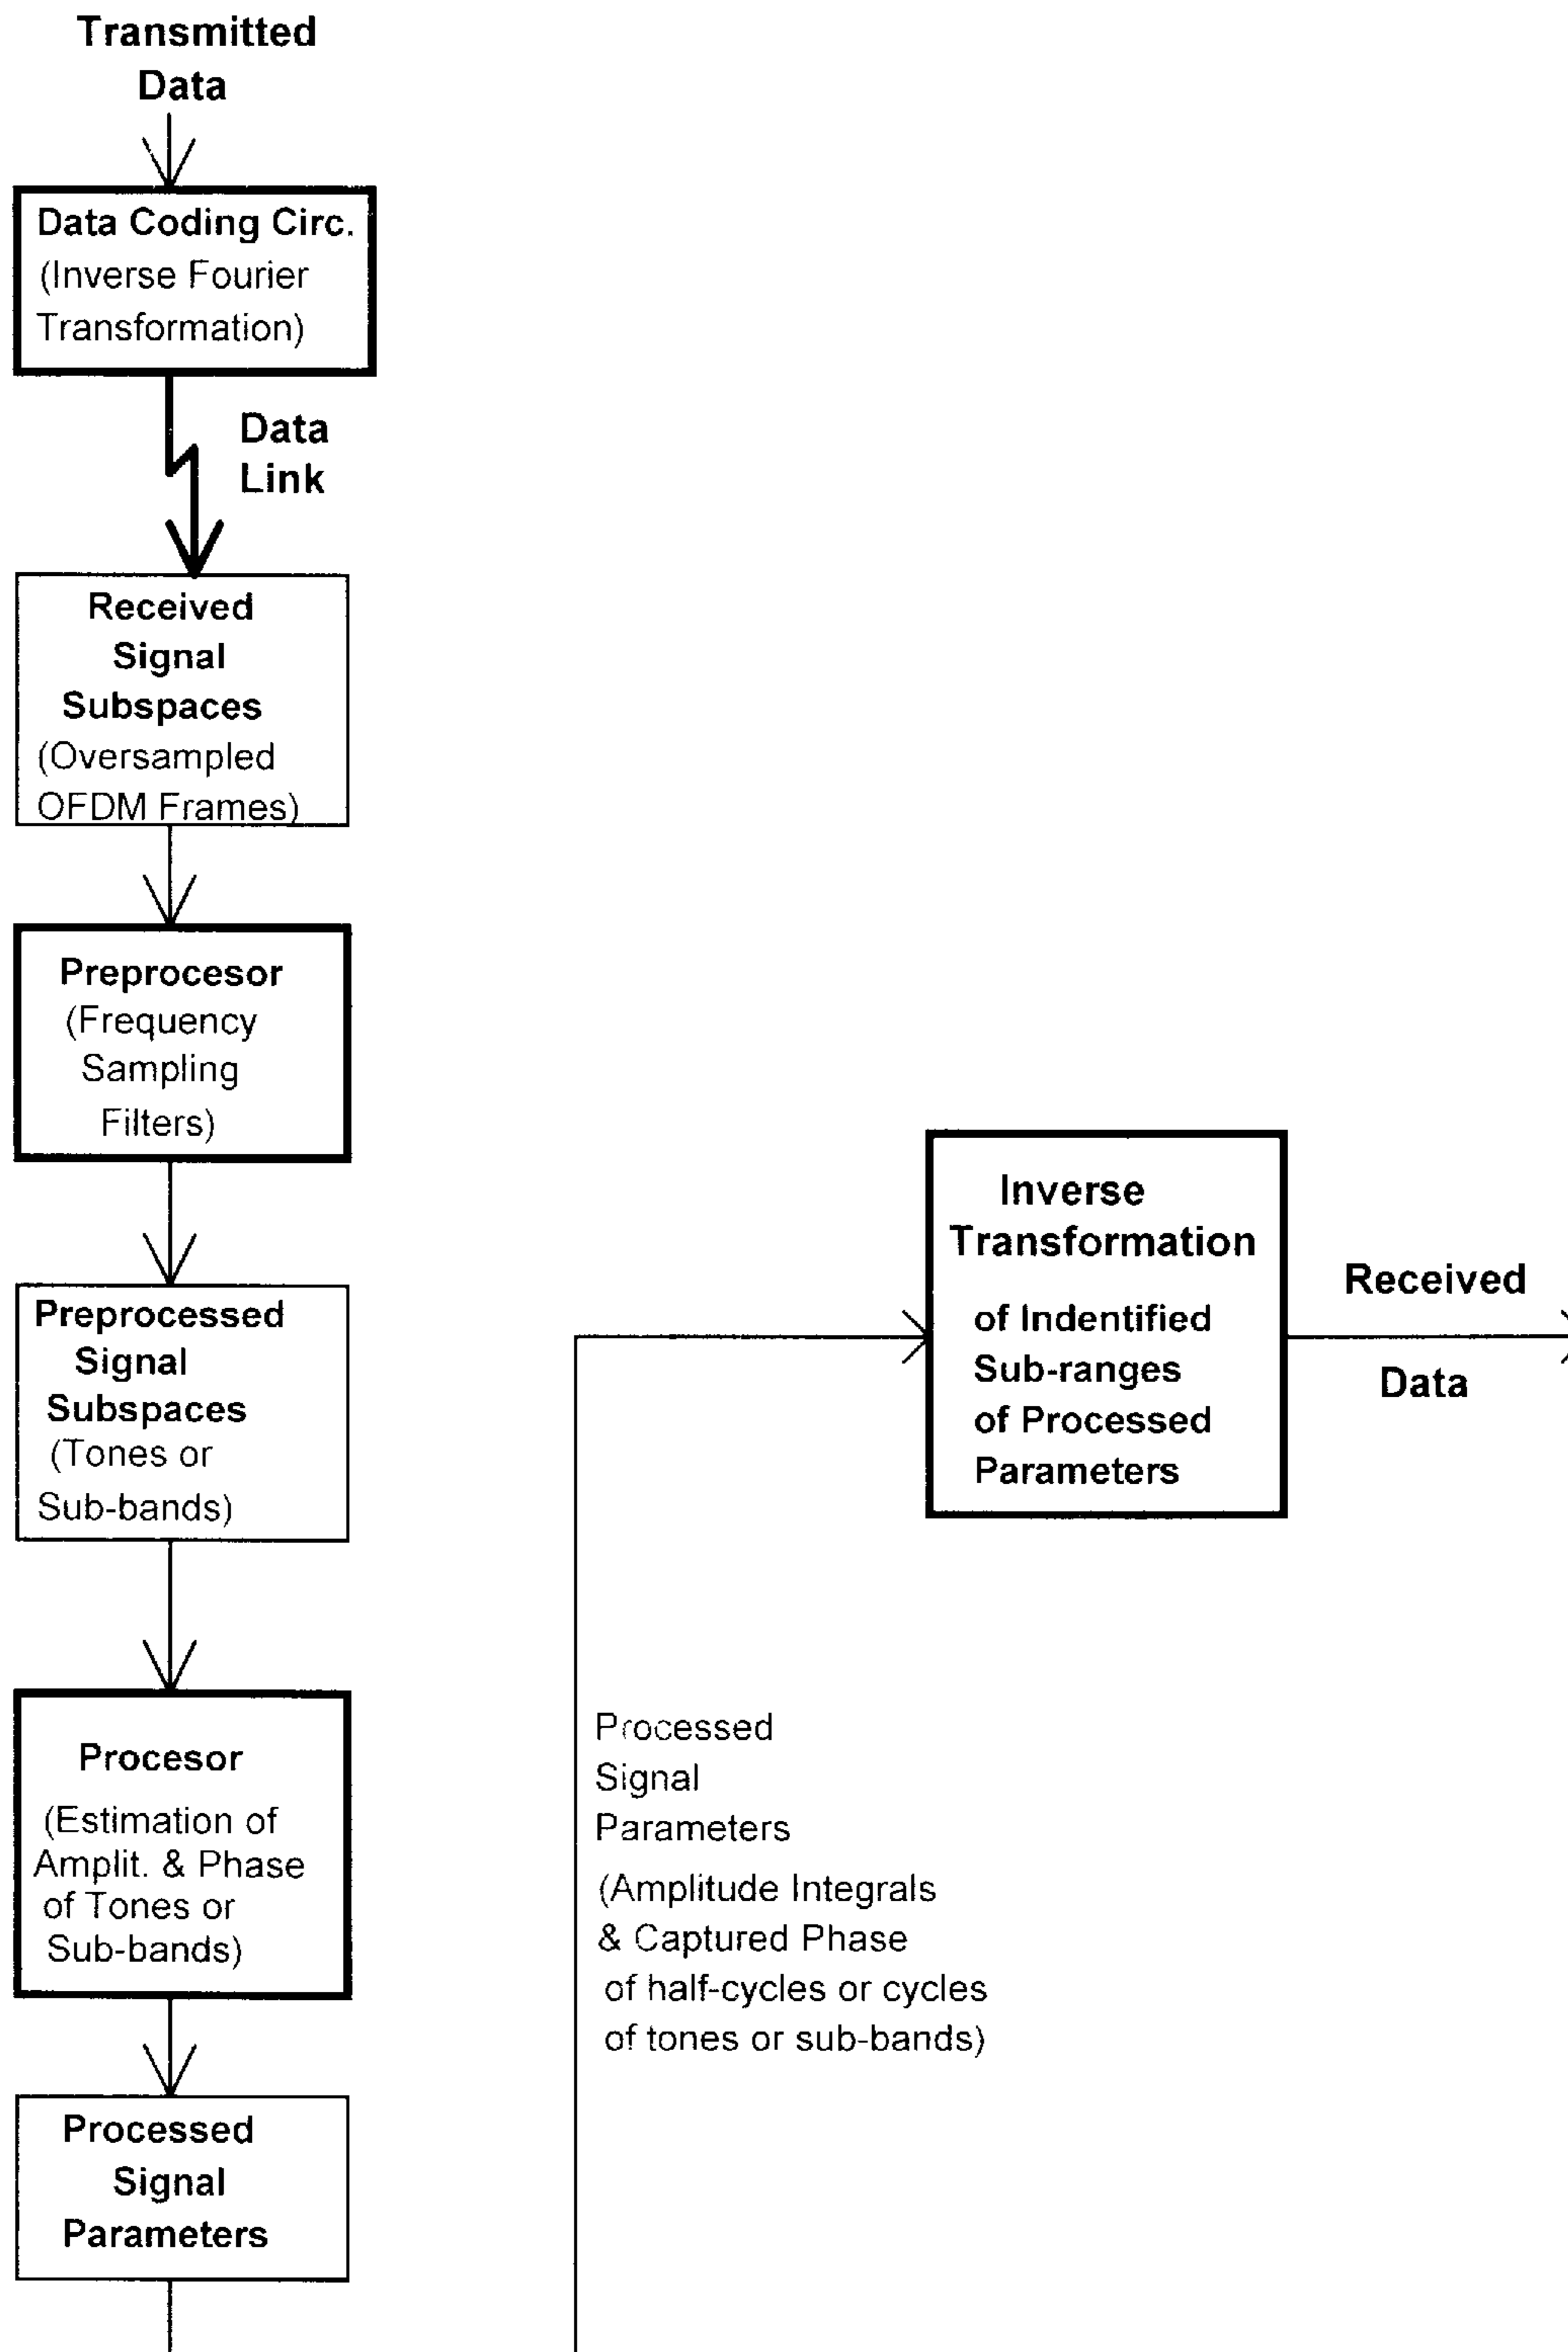 Transmitted
Data
Data Coding Circ.
(Inverse Fourier
Transformation)
Data
Link
Received
Signal
Subspaces
(Oversampled
OFDM Frames)
Preprocesor
(Frequency
Sampling
Filters)
Preprocessed
Signal
Subspaces
(Tones or
Sub-bands)
Procesor
(Estimation of
Amplit. & Phase
of Tones or
Sub-bands)
Processed
Signal
Parameters
Processed
Signal
Parameters
(Amplitude Integrals
& Captured Phase
of half-cycles or cycles
of tones or sub-bands)
Inverse
Transformation
of Indentified
Sub-ranges
of Processed
Parameters
Received
Data